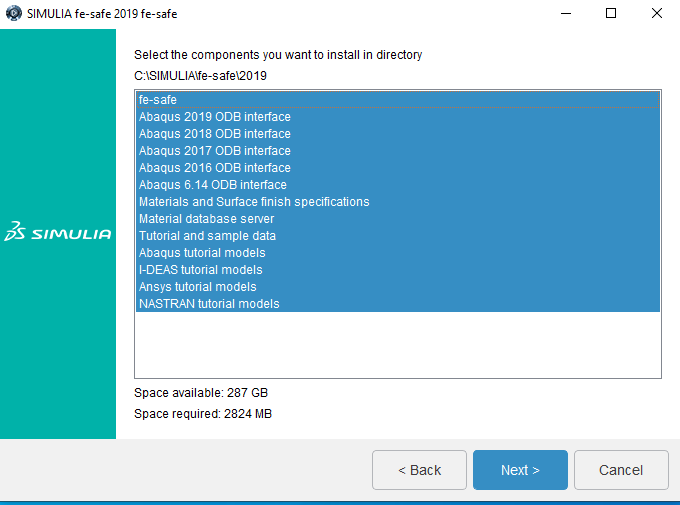 SIMULIA fe-safe 2019 fe-safe
Select the components you want to install in directory
C:\SIMULIA\fe-safe\2019
fe-safe
Abaqus 2019 ODB interface
Abaqus 2018 ODB interface
Abaqus 2017 ODB interface
Abaqus 2016 ODB interface
Abaqus 6.14 ODB interface
Materials and Surface finish specifications
Material database server
Tutorial and sample data
Abaqus tutorial models
I-DEAS tutorial models
Ansys tutorial models
NASTRAN tutorial models
SIMULIA
Space available: 287 GB
Space required: 2824 MB
< Back
Next >
Cancel